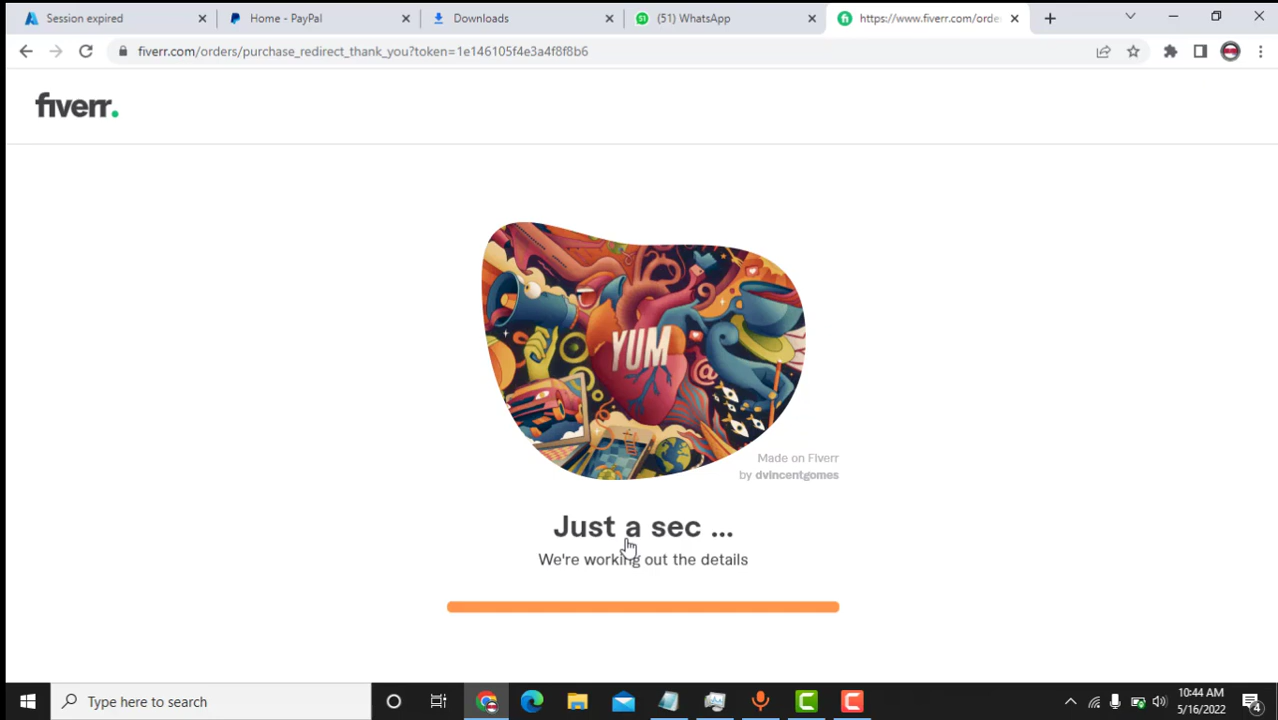 Session expired
Home - PayPal
Downloads
(51) WhatsApp
https://www.fiverr.com/orde
fiverr.com/orders/purchase_redirect_thank_you?token=1e146105f4e3a4f8f8b6
fiverr.
YUM
Made on Fiverr
by dvincentgomes
Just a sec ...
We're working out the details
Type here to search
10:44 AM
5/16/2022
4